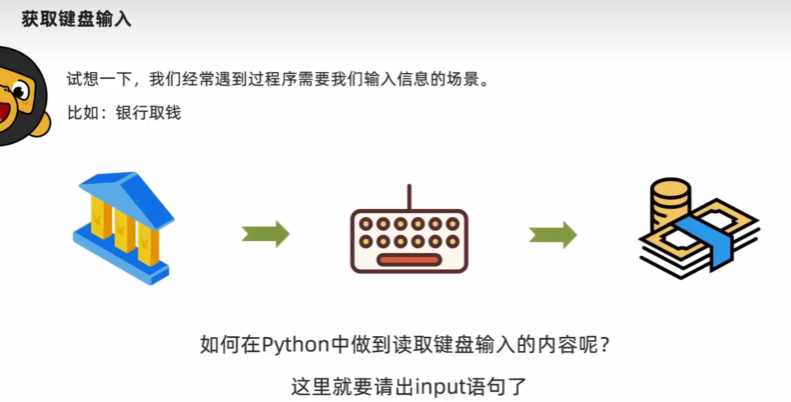 获取键盘输入
试想一下，我们经常遇到过程序需要我们输入信息的场景。
比如：银行取钱
如何在Python中做到读取键盘输入的内容呢？
这里就要请出input语句了